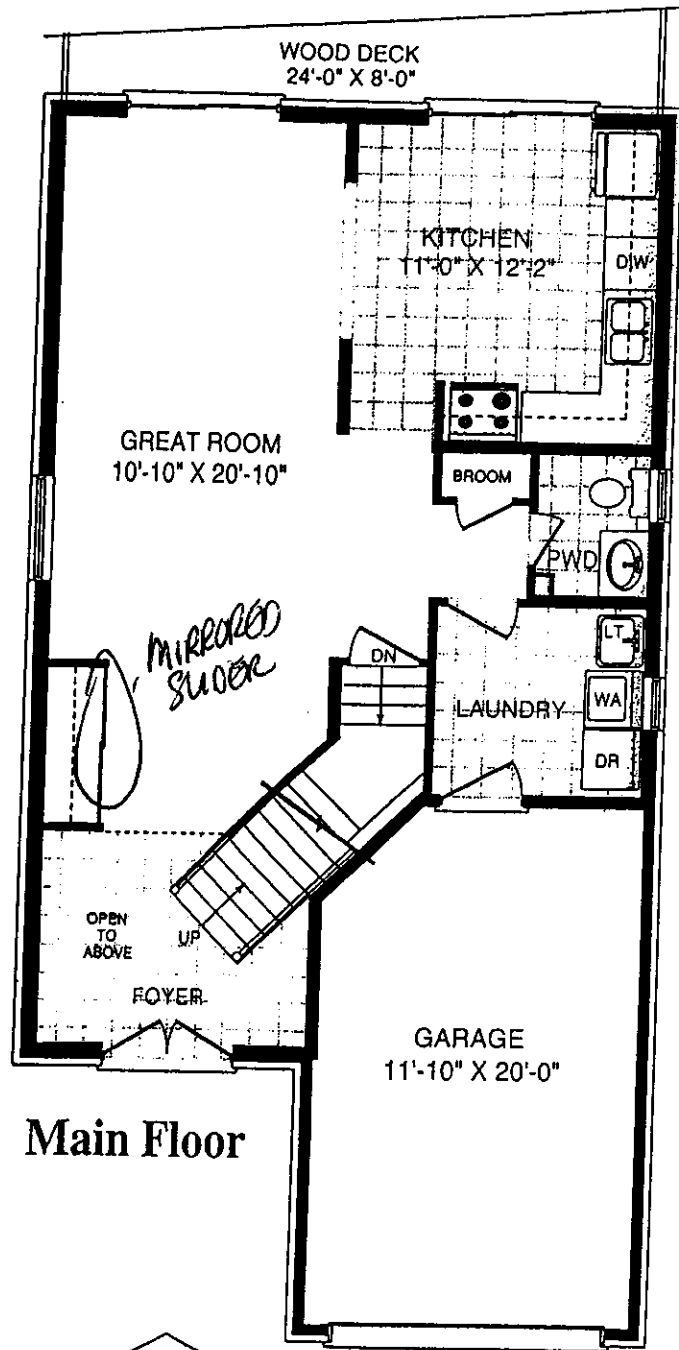 WOOD DECK
24'-0" X 8'-0"
KITCHEN
11'-0" X 12'-2"
DW
GREAT ROOM
10'-10" X 20'-10"
BROOM
PWD
MIRRORED
SLIDER
DN
LT
LAUNDRY
WA
DR
OPEN
TO
ABOVE
UP
FOYER
GARAGE
11'-10" X 20'-0"
Main Floor